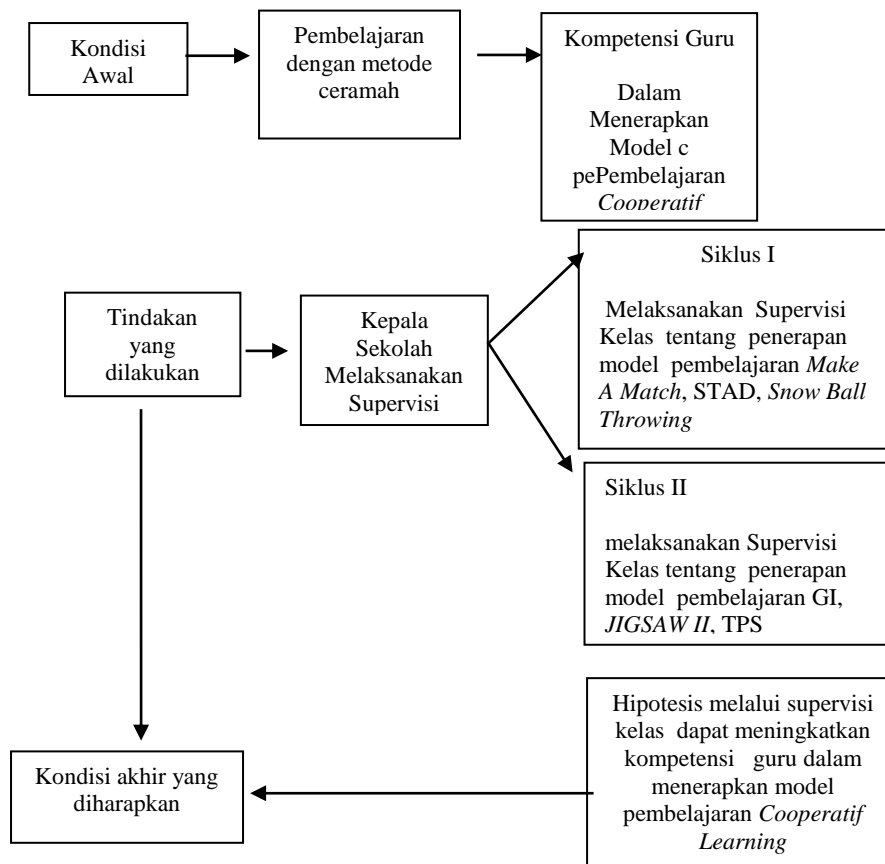 Kondisi
Awal
Pembelajaran
dengan metode
ceramah
Kompetensi Guru
Dalam
Menerapkan
Model c
pePembelajaran
Cooperatif
Tindakan
yang
dilakukan
Kepala
Sekolah
Melaksanakan
Supervisi
Siklus I
Melaksanakan Supervisi
Kelas tentang penerapan
model pembelajaran Make
A Match, STAD, Snow Ball
Throwing
Siklus II
melaksanakan Supervisi
Kelas tentang penerapan
model pembelajaran GI,
JIGSAW II, TPS
Kondisi akhir yang
diharapkan
Hipotesis melalui supervisi
kelas dapat meningkatkan
kompetensi guru dalam
menerapkan model
pembelajaran Cooperatif
Learning